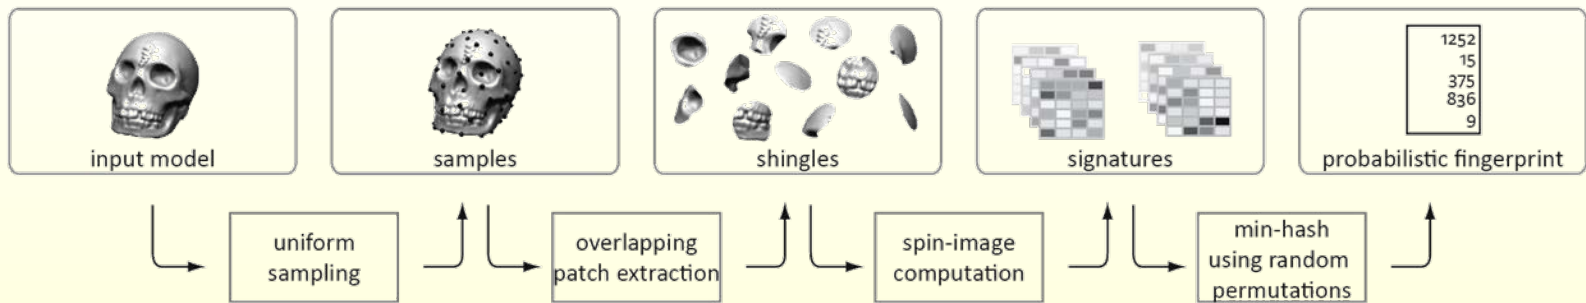 1252
15
375
836
9
input model
samples
shingles
signatures
probabilistic fingerprint
uniform
sampling
overlapping
patch extraction
spin-image
computation
min-hash
using random
permutations